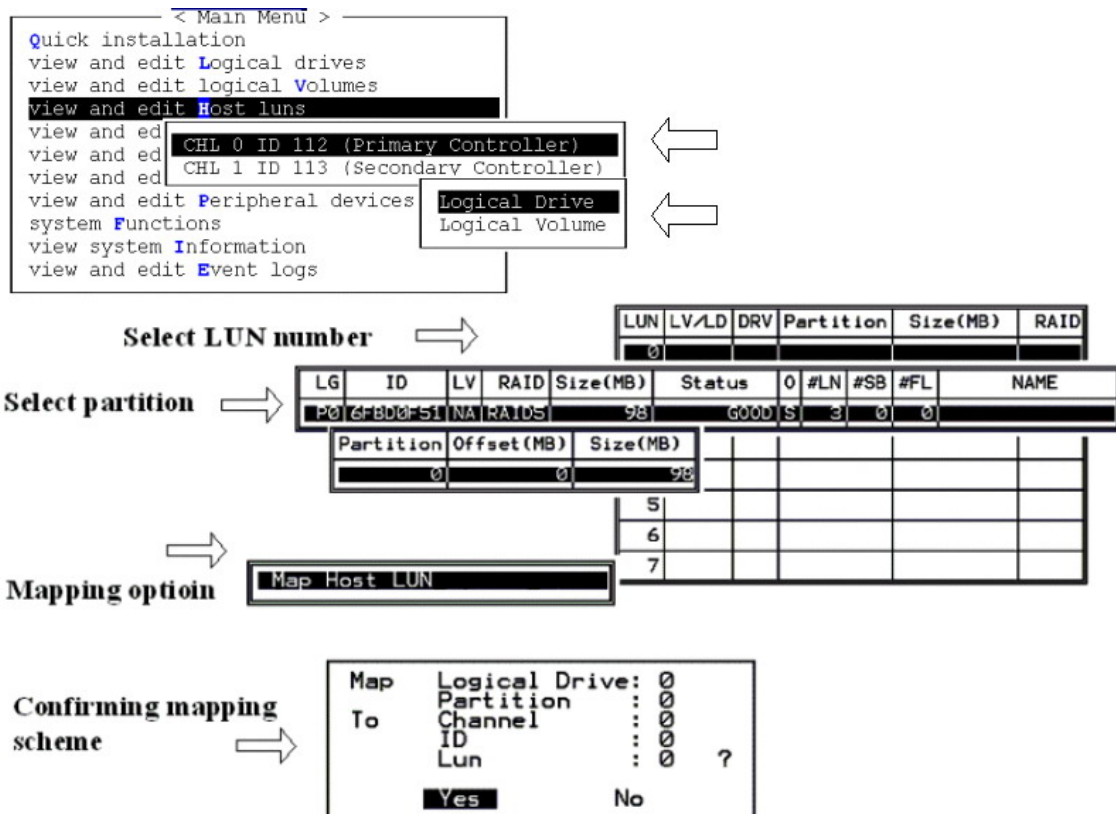 < Main Menu >
Quick installation
view and edit Logical drives
view and edit logical Volumes
view and edit Host luns
view and ed
CHL 0 ID 112 (Primary Controller)
view and ed
CHL 1 ID 113 (Secondary Controller)
view and ed
view and edit Peripheral devices
Logical Drive
system Functions
Logical Volume
view system Information
view and edit Event logs
Select LUN number
LUN LV/LD DRV Partition Size(MB) RAID
0
Select partition
LG ID LV RAID Size(MB) Status O #LN #SB #FL NAME
P0 6FBD0F51 NA RAID5 98 GOOD S 3 0 0
Partition Offset(MB) Size(MB)
0 0 98
5
6
7
Mapping optioin
Map Host LUN
Confirming mapping
scheme
Map Logical Drive: 0
Partition : 0
To Channel : 0
ID : 0
Lun : 0 ?
Yes No